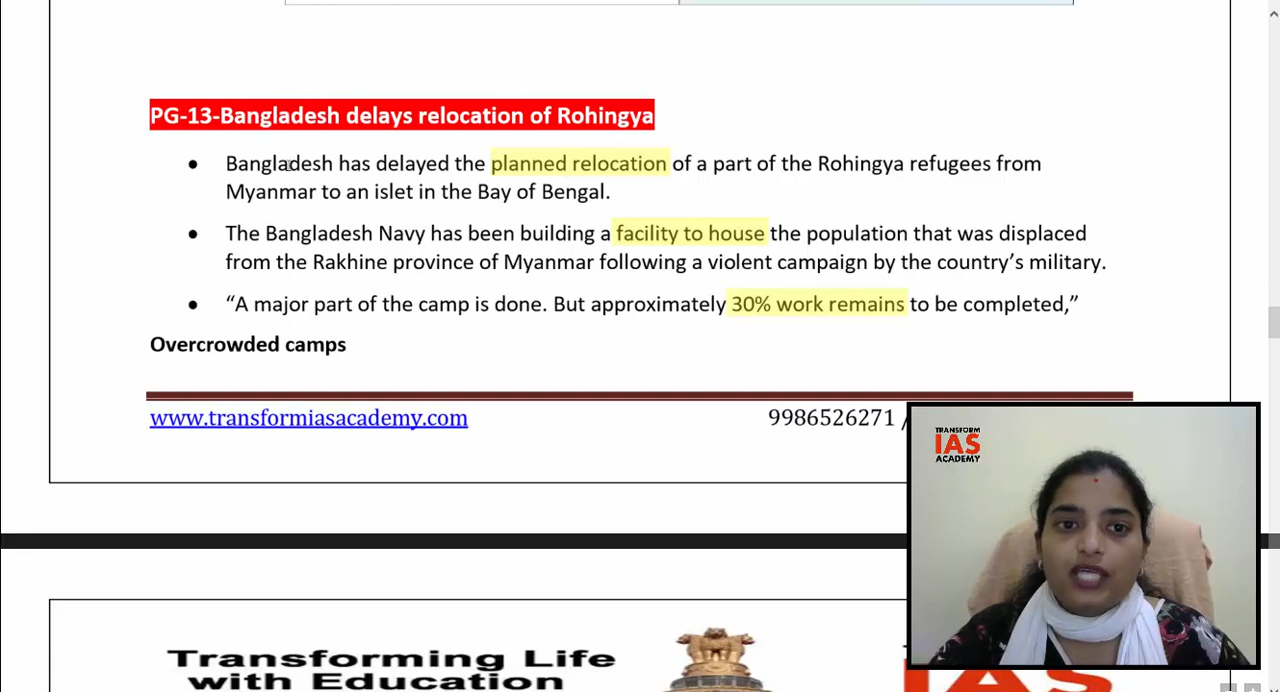 PG-13-Bangladesh delays relocation of Rohingya
Bangladesh has delayed the planned relocation of a part of the Rohingya refugees from
Myanmar to an islet in the Bay of Bengal.
The Bangladesh Navy has been building a facility to house the population that was displaced
from the Rakhine province of Myanmar following a violent campaign by the country’s military.
“A major part of the camp is done. But approximately 30% work remains to be completed,”
Overcrowded camps
www.transformiasacademy.com
9986526271 /
TRANSFORM
IAS
ACADEMY
Transforming Life
with Education
IAS